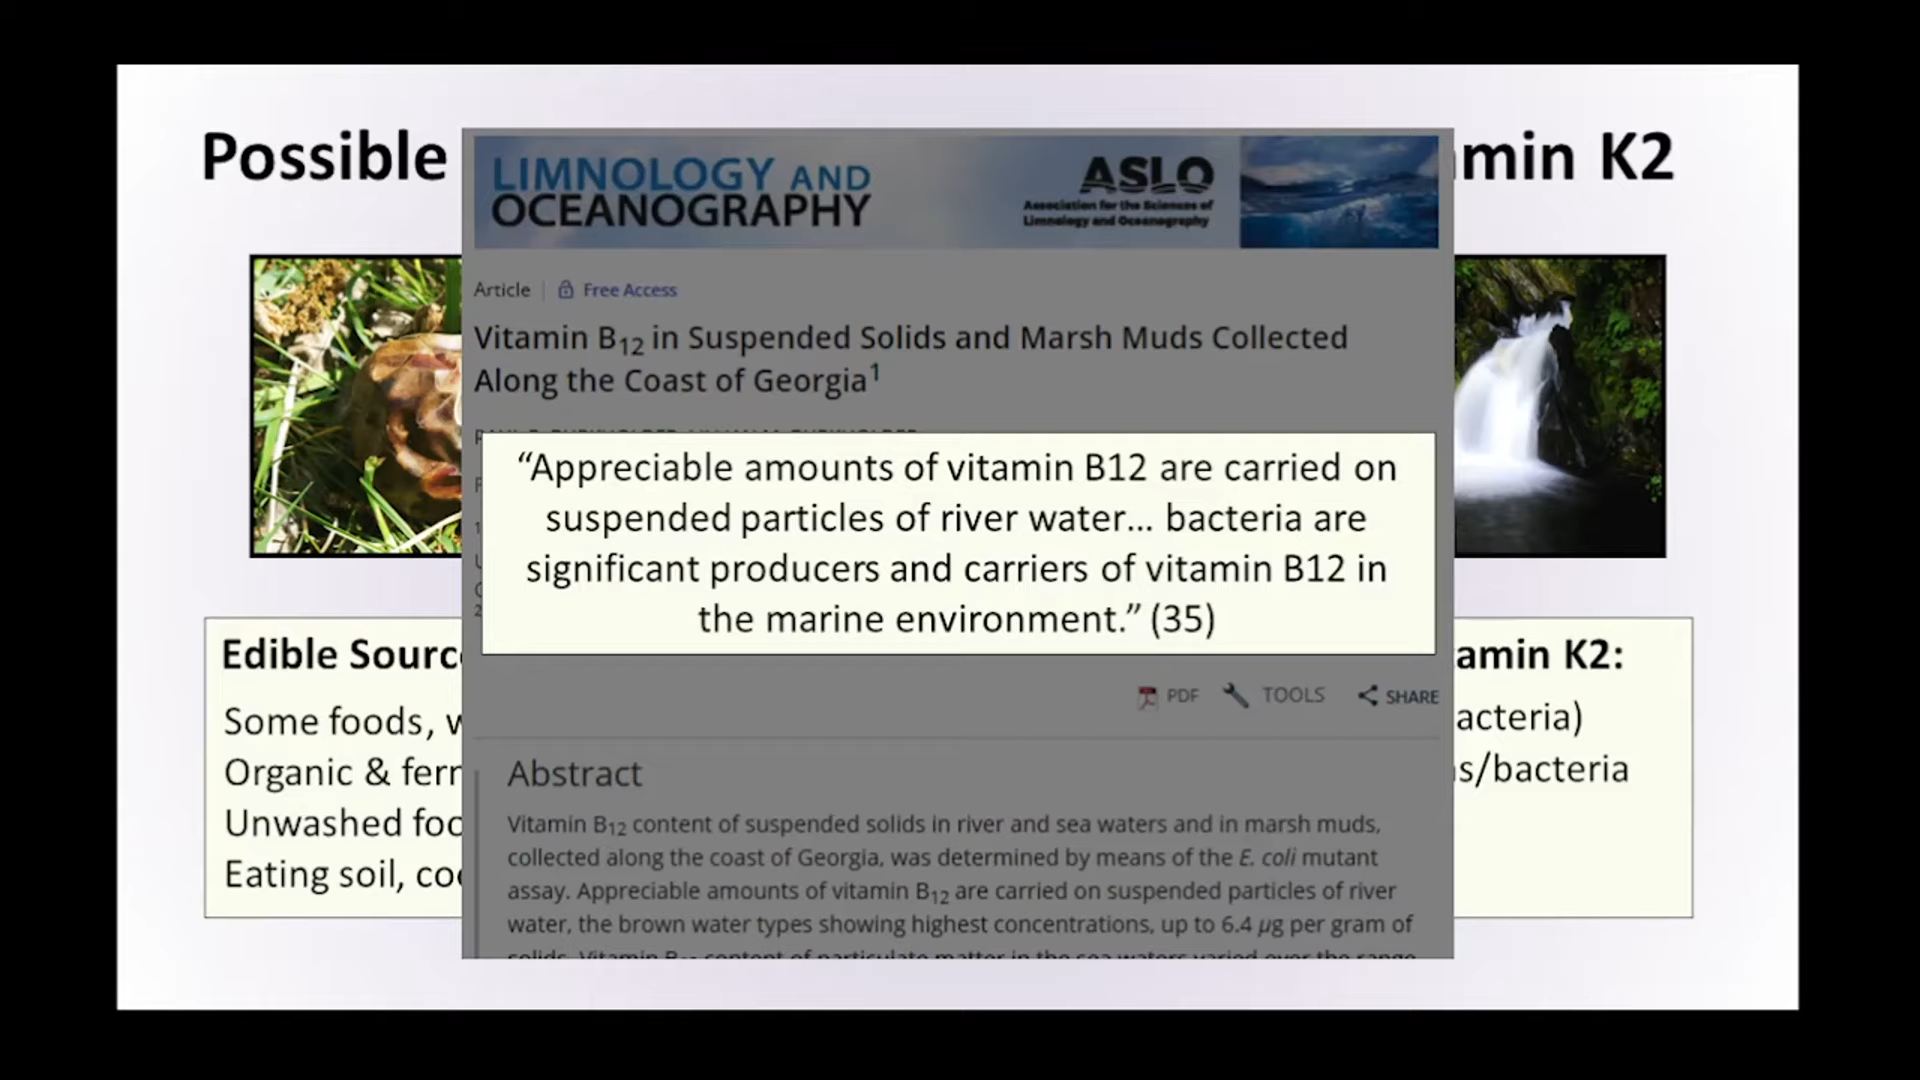 Possible
min K2
LIMNOLOGY AND
OCEANOGRAPHY
ASLO
Association for the Sciences of
Limnology and Oceanography
Article | Free Access
Vitamin B12 in Suspended Solids and Marsh Muds Collected
Along the Coast of Georgia1
“Appreciable amounts of vitamin B12 are carried on
suspended particles of river water... bacteria are
significant producers and carriers of vitamin B12 in
the marine environment.” (35)
Edible Sourc
Some foods, w
Organic & fer
Unwashed foo
Eating soil, co
amin K2:
acteria)
s/bacteria
PDF TOOLS SHARE
Abstract
Vitamin B12 content of suspended solids in river and sea waters and in marsh muds,
collected along the coast of Georgia, was determined by means of the E. coli mutant
assay. Appreciable amounts of vitamin B12 are carried on suspended particles of river
water, the brown water types showing highest concentrations, up to 6.4 µg per gram of